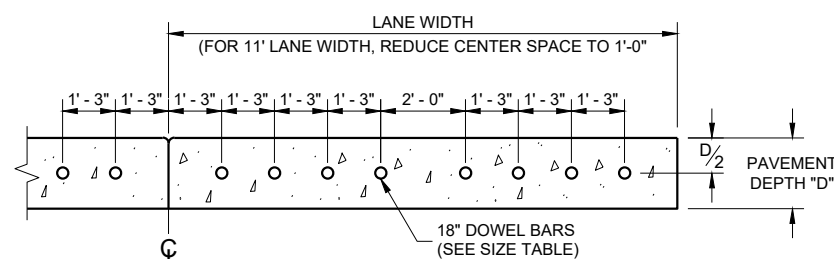 LANE WIDTH
(FOR 11' LANE WIDTH, REDUCE CENTER SPACE TO 1'-0"
1' - 3" 1' - 3" 1' - 3" 1' - 3" 1' - 3" 1' - 3" 2' - 0" 1' - 3" 1' - 3" 1' - 3"
D/2
PAVEMENT
DEPTH "D"
18" DOWEL BARS
(SEE SIZE TABLE)
℄